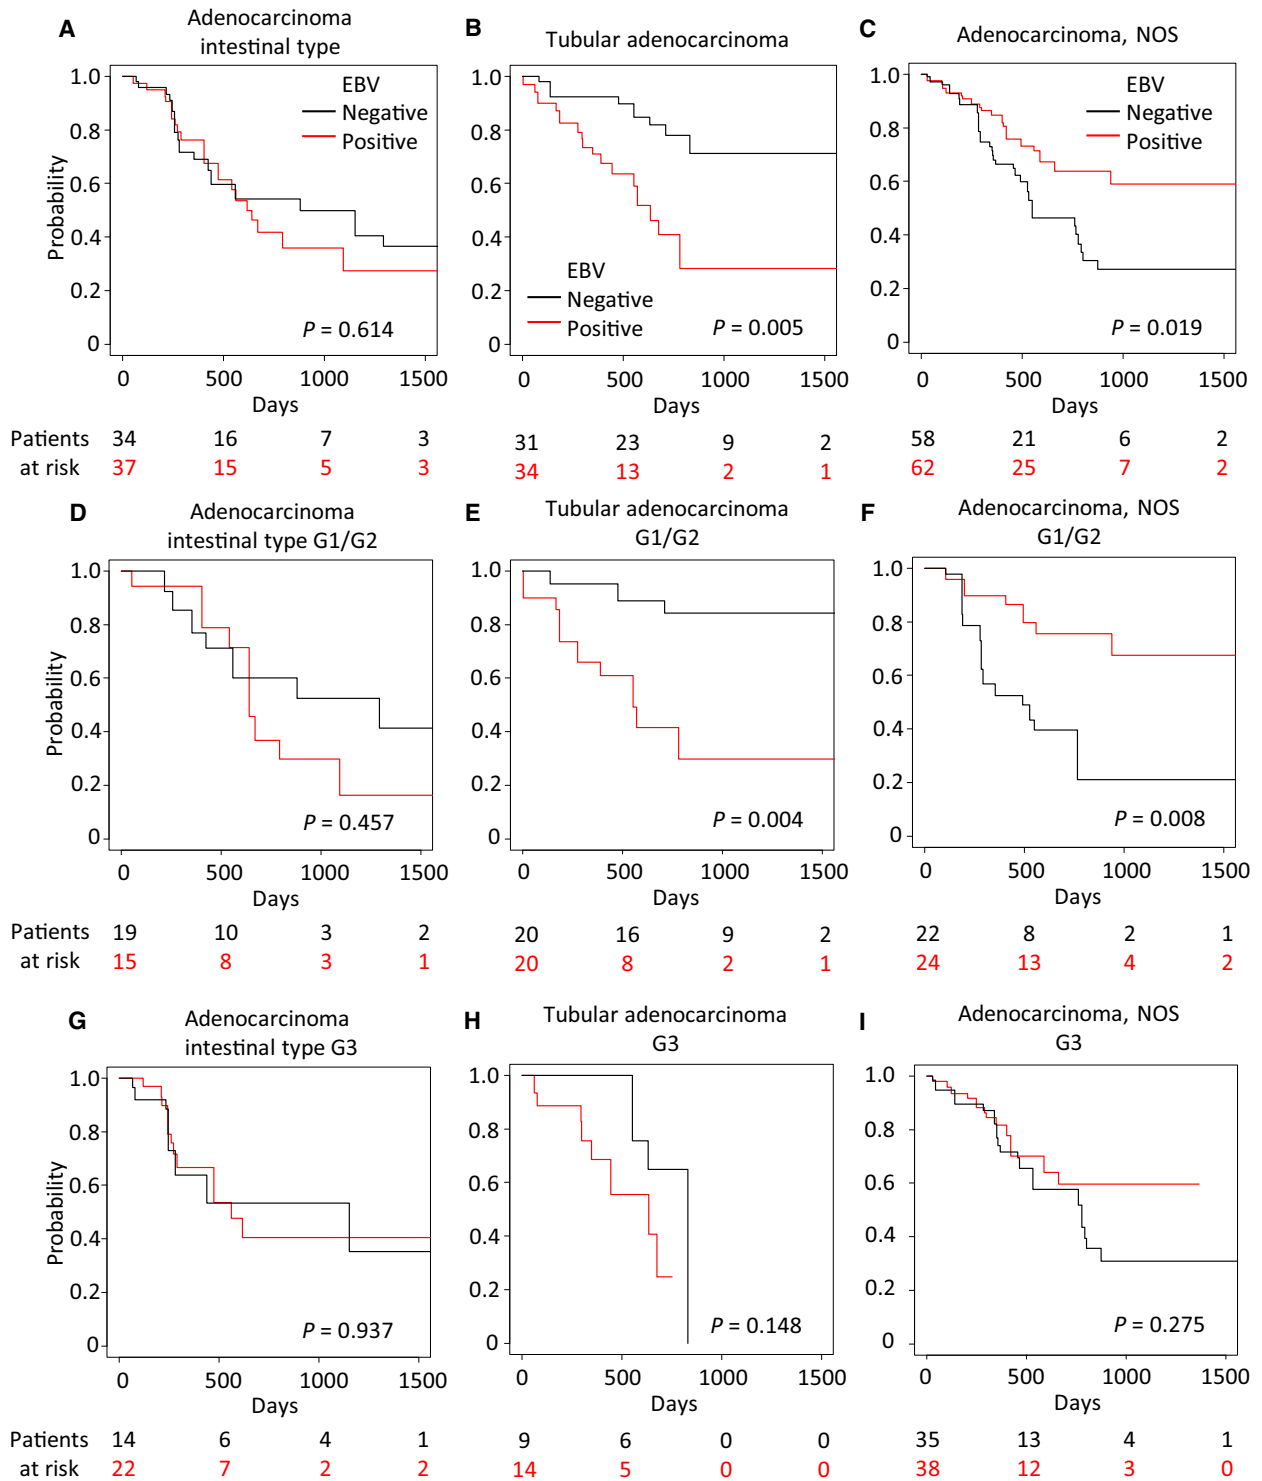 A
Adenocarcinoma
intestinal type
1.0
0.8
0.6
0.4
0.2
0
Probability
EBV
Negative
Positive
P = 0.614
0 500 1000 1500
Days
Patients 34 16 7 3
at risk 37 15 5 3
B
Tubular adenocarcinoma
1.0
0.8
0.6
0.4
0.2
0
EBV
Negative
Positive
P = 0.005
0 500 1000 1500
Days
31 23 9 2
34 13 2 1
C
Adenocarcinoma, NOS
1.0
0.8
0.6
0.4
0.2
0
EBV
Negative
Positive
P = 0.019
0 500 1000 1500
Days
58 21 6 2
62 25 7 2
D
Adenocarcinoma
intestinal type G1/G2
1.0
0.8
0.6
0.4
0.2
0
Probability
P = 0.457
0 500 1000 1500
Days
Patients 19 10 3 2
at risk 15 8 3 1
E
Tubular adenocarcinoma
G1/G2
1.0
0.8
0.6
0.4
0.2
0
P = 0.004
0 500 1000 1500
Days
20 16 9 2
20 8 2 1
F
Adenocarcinoma, NOS
G1/G2
1.0
0.8
0.6
0.4
0.2
0
P = 0.008
0 500 1000 1500
Days
22 8 2 1
24 13 4 2
G
Adenocarcinoma
intestinal type G3
1.0
0.8
0.6
0.4
0.2
0
Probability
P = 0.937
0 500 1000 1500
Days
Patients 14 6 4 1
at risk 22 7 2 2
H
Tubular adenocarcinoma
G3
1.0
0.8
0.6
0.4
0.2
0
P = 0.148
0 500 1000 1500
Days
9 6 0 0
14 5 0 0
I
Adenocarcinoma, NOS
G3
1.0
0.8
0.6
0.4
0.2
0
P = 0.275
0 500 1000 1500
Days
35 13 4 1
38 12 3 0